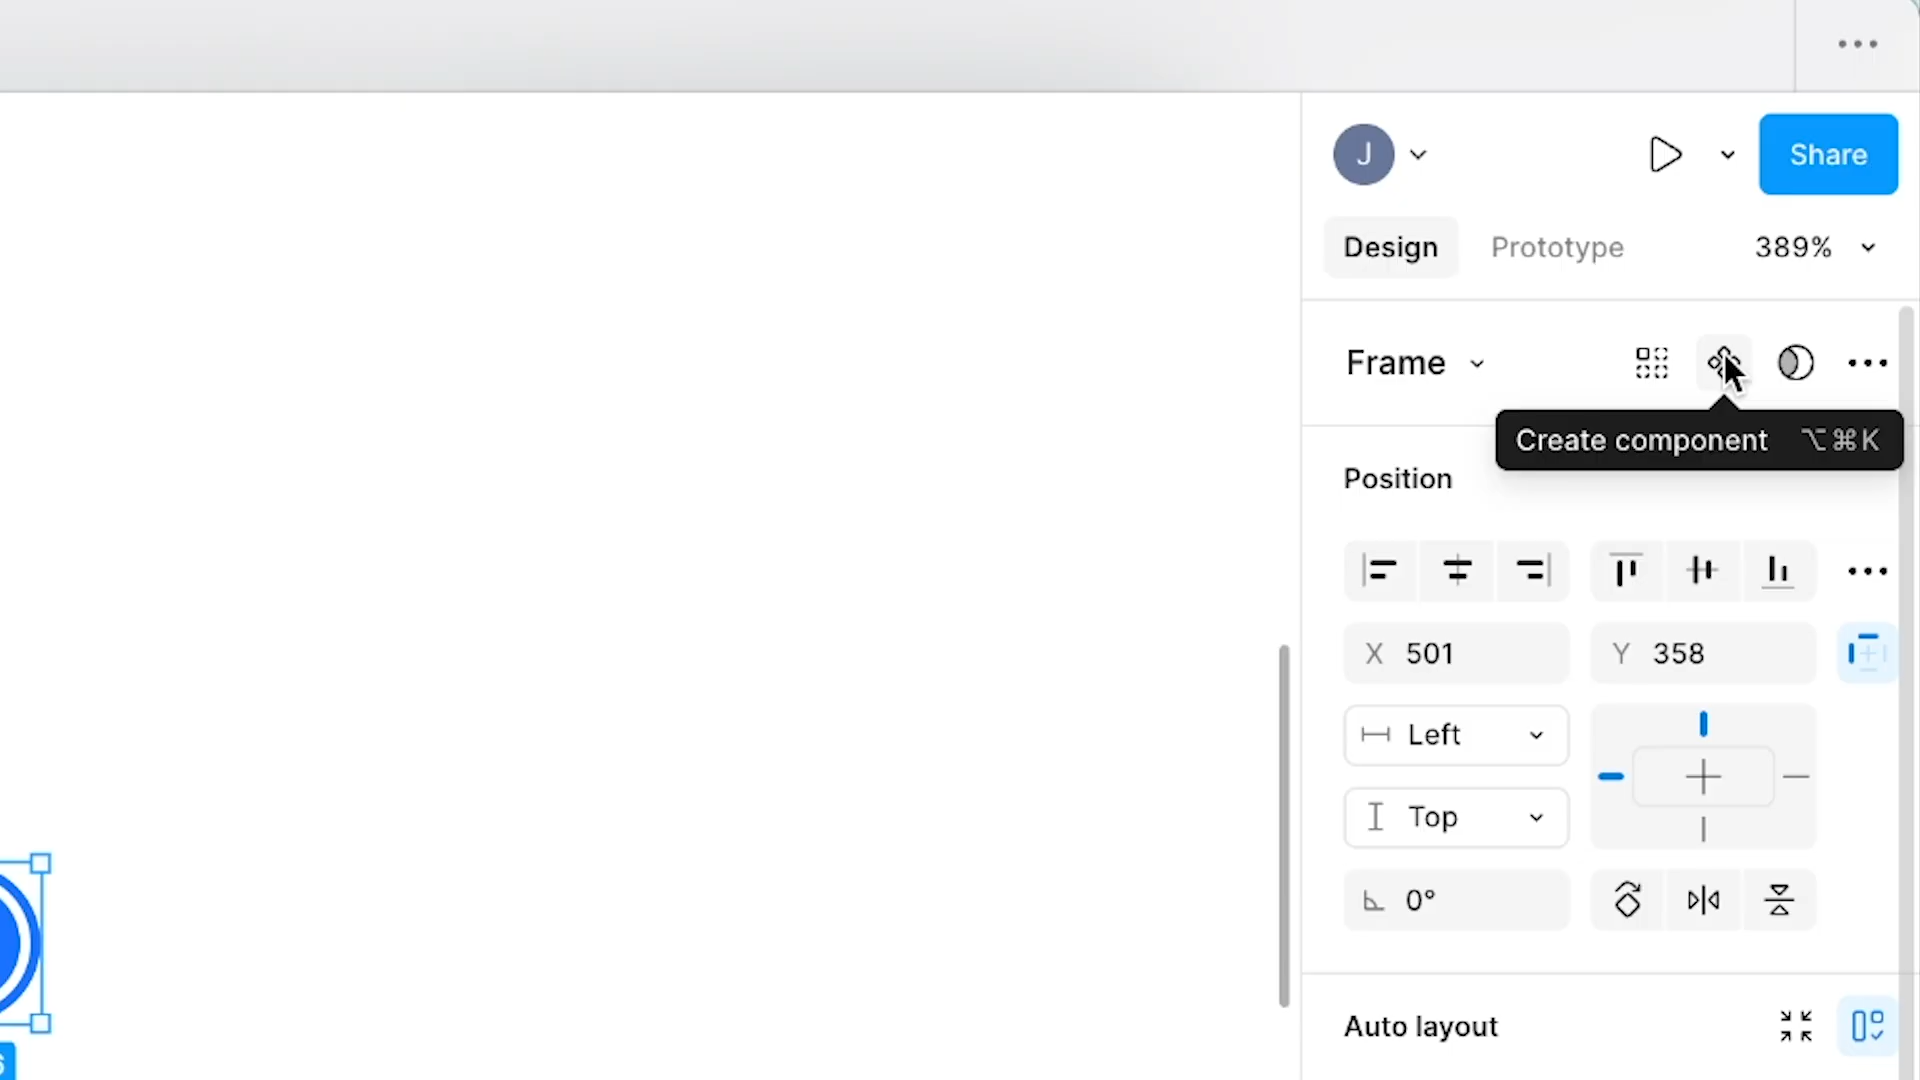 J
Share
Design
Prototype
389%
Frame
Create component ⌥⌘K
Position
X 501
Y 358
Left
Top
0°
Auto layout